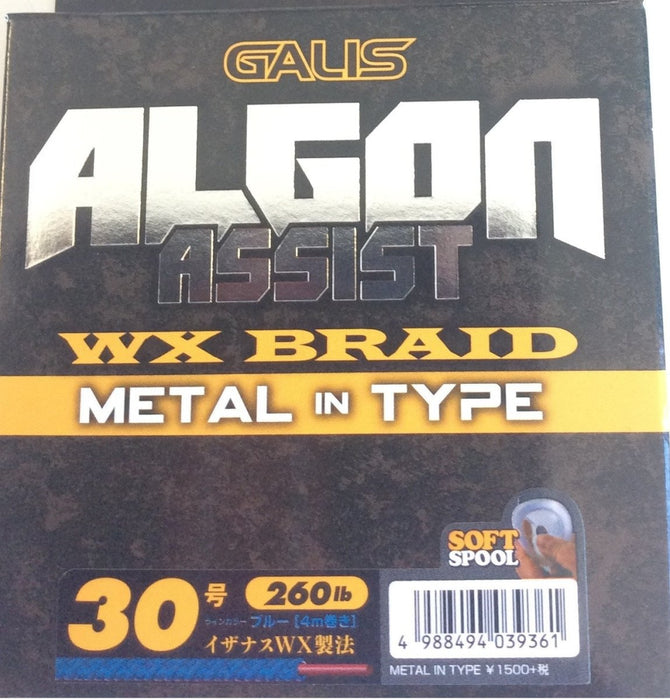 GALIS
ALGON
ASSIST
WX BRAID
METAL IN TYPE
SOFT
SPOOL
30号 260lb
ウィンカラー ブルー [4m巻き]
イザナスWX製法
4 988494 039361
METAL IN TYPE ¥1500+税